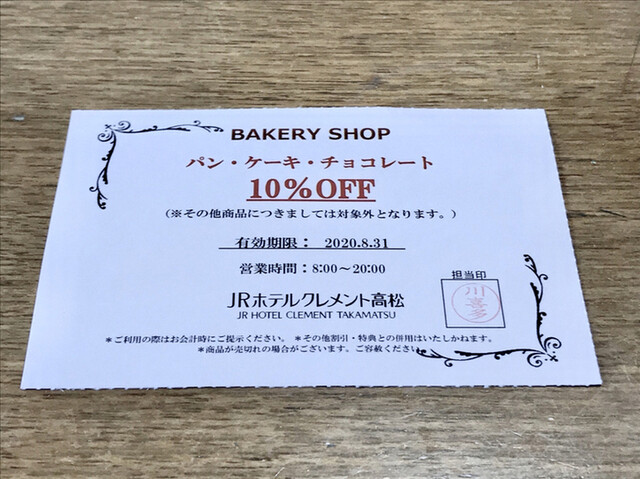 BAKERY SHOP
パン・ケーキ・チョコレート
10%OFF
(※その他商品につきましては対象外となります。)
有効期限： 2020.8.31
営業時間：8:00～20:00
担当印
川
喜
多
JRホテルクレメント高松
JR HOTEL CLEMENT TAKAMATSU
＊ご利用の際はお会計時にご提示ください。 ＊その他割引・特典との併用はいたしかねます。
＊商品が売切れの場合がございます。ご容赦ください。